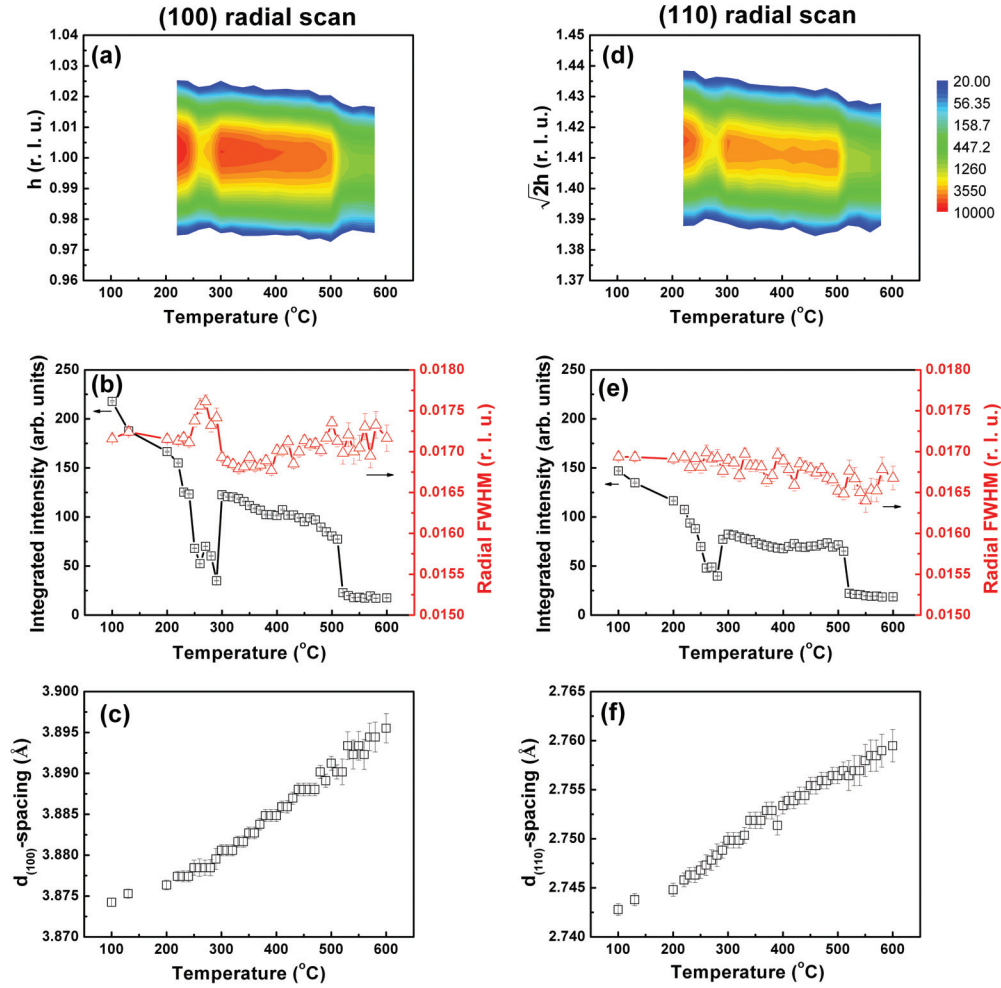 (100) radial scan
(110) radial scan
(a)
1.04
1.03
1.02
1.01
1.00
0.99
0.98
0.97
0.96
h (r. l. u.)
100 200 300 400 500 600
Temperature (°C)
(d)
1.45
1.44
1.43
1.42
1.41
1.40
1.39
1.38
1.37
√2h (r. l. u.)
100 200 300 400 500 600
Temperature (°C)
20.00
56.35
158.7
447.2
1260
3550
10000
(b)
250
200
150
100
50
0
Integrated intensity (arb. units)
0.0180
0.0175
0.0170
0.0165
0.0160
0.0155
0.0150
Radial FWHM (r. l. u.)
100 200 300 400 500 600
Temperature (°C)
(e)
250
200
150
100
50
0
Integrated intensity (arb. units)
0.0180
0.0175
0.0170
0.0165
0.0160
0.0155
0.0150
Radial FWHM (r. l. u.)
100 200 300 400 500 600
Temperature (°C)
(c)
3.900
3.895
3.890
3.885
3.880
3.875
3.870
d(100)-spacing (Å)
100 200 300 400 500 600
Temperature (°C)
(f)
2.765
2.760
2.755
2.750
2.745
2.740
d(110)-spacing (Å)
100 200 300 400 500 600
Temperature (°C)